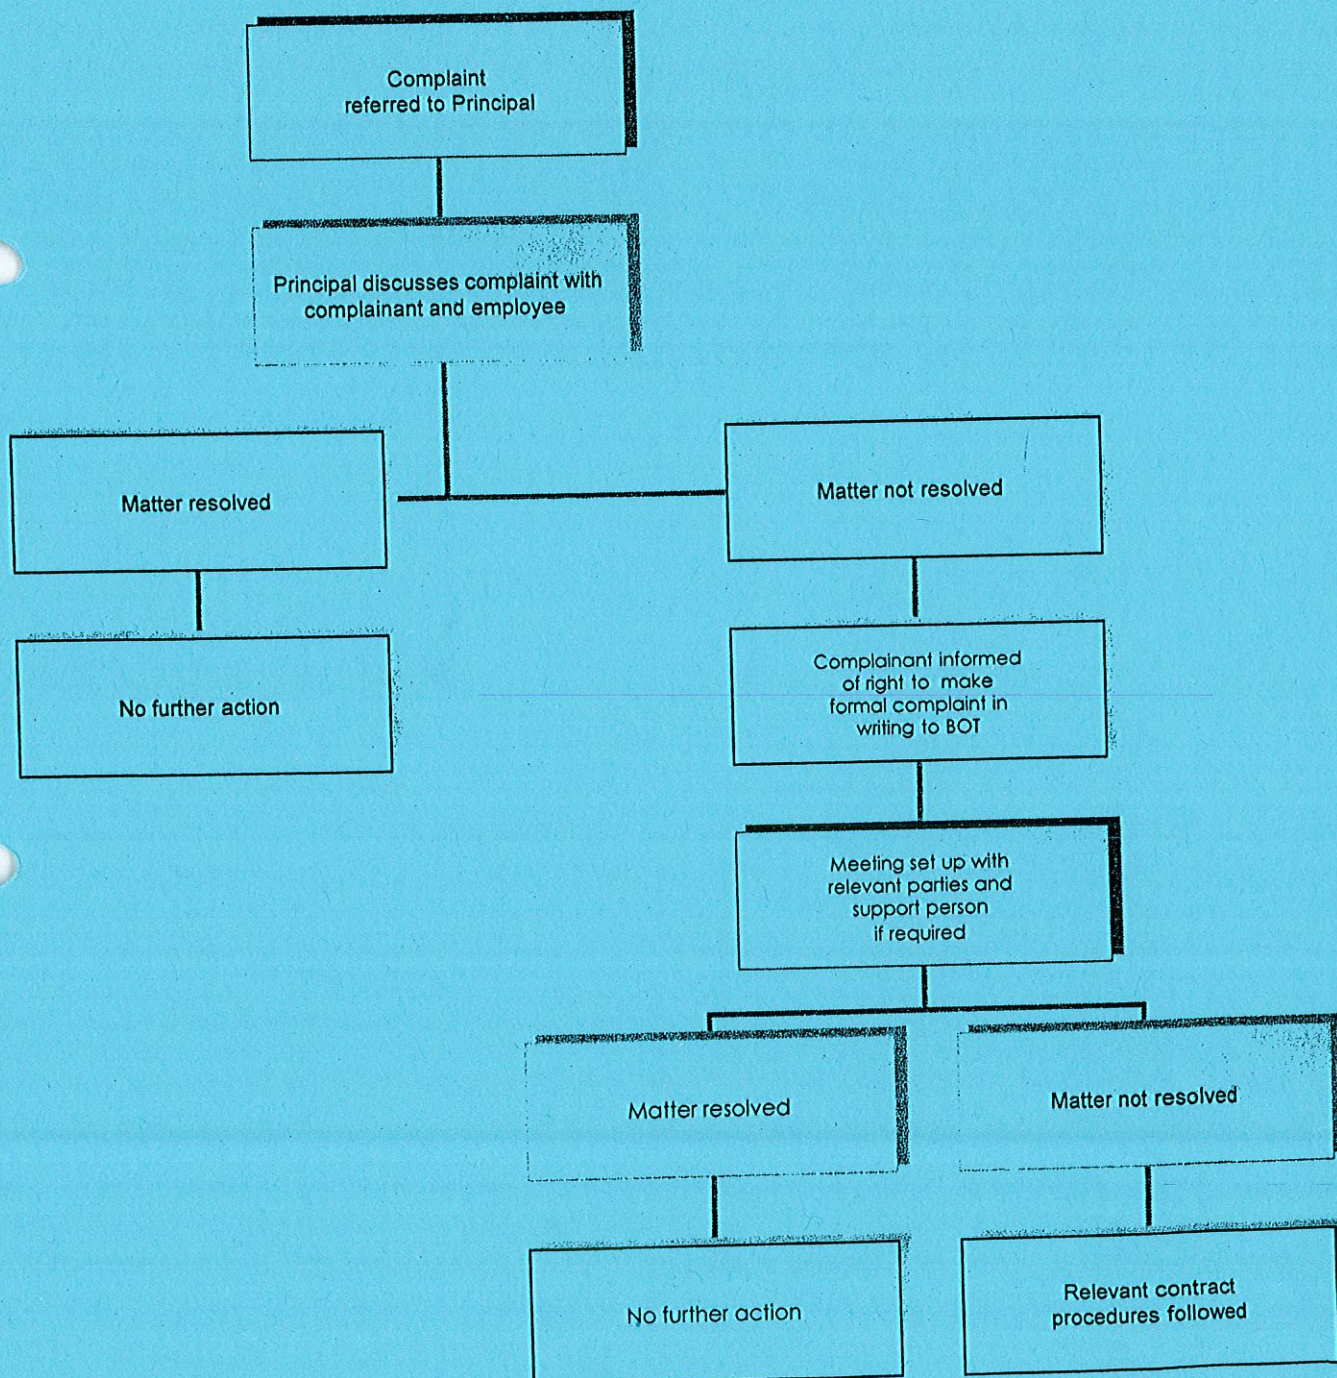 Complaint
referred to Principal
Principal discusses complaint with
complainant and employee
Matter resolved
Matter not resolved
No further action
Complainant informed
of right to make
formal complaint in
writing to BOT
Meeting set up with
relevant parties and
support person
if required
Matter resolved
Matter not resolved
No further action
Relevant contract
procedures followed